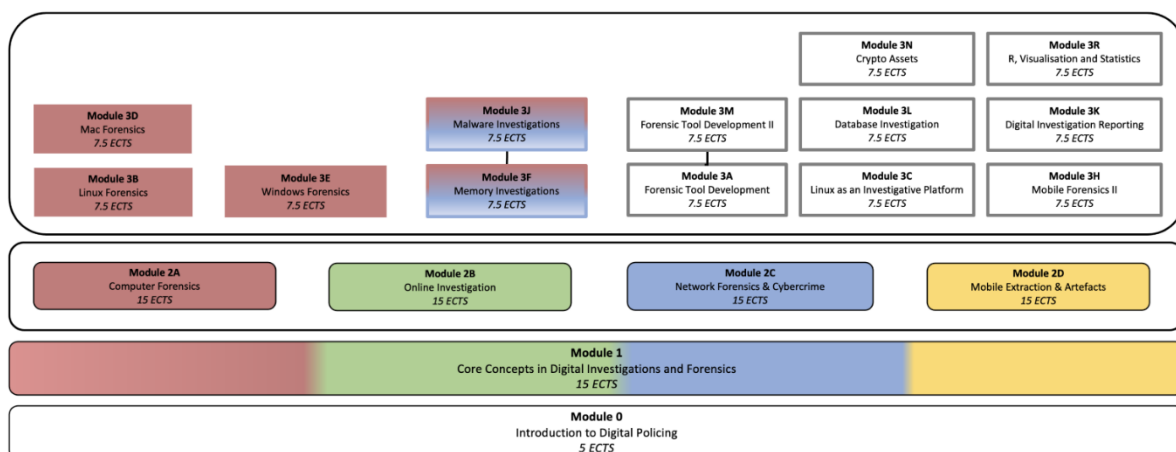 Module 3N
Crypto Assets
7.5 ECTS
Module 3R
R, Visualisation and Statistics
7.5 ECTS
Module 3D
Mac Forensics
7.5 ECTS
Module 3J
Malware Investigations
7.5 ECTS
Module 3M
Forensic Tool Development II
7.5 ECTS
Module 3L
Database Investigation
7.5 ECTS
Module 3K
Digital Investigation Reporting
7.5 ECTS
Module 3B
Linux Forensics
7.5 ECTS
Module 3E
Windows Forensics
7.5 ECTS
Module 3F
Memory Investigations
7.5 ECTS
Module 3A
Forensic Tool Development
7.5 ECTS
Module 3C
Linux as an Investigative Platform
7.5 ECTS
Module 3H
Mobile Forensics II
7.5 ECTS
Module 2A
Computer Forensics
15 ECTS
Module 2B
Online Investigation
15 ECTS
Module 2C
Network Forensics & Cybercrime
15 ECTS
Module 2D
Mobile Extraction & Artefacts
15 ECTS
Module 1
Core Concepts in Digital Investigations and Forensics
15 ECTS
Module 0
Introduction to Digital Policing
5 ECTS